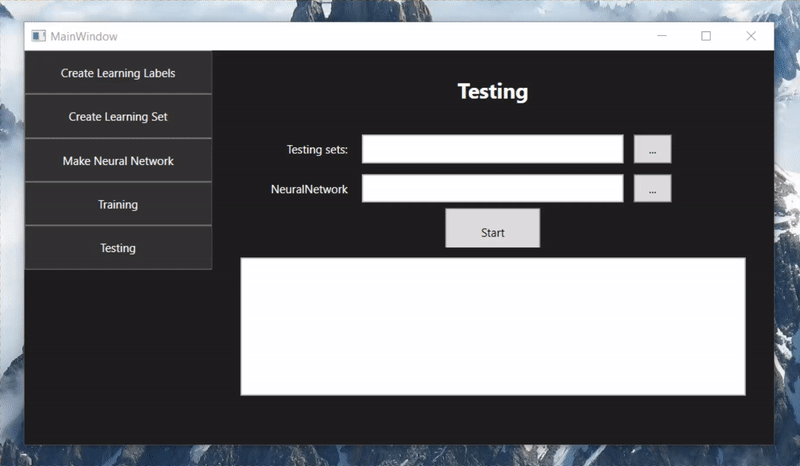 MainWindow
Create Learning Labels
Create Learning Set
Make Neural Network
Training
Testing
Testing
Testing sets:
...
NeuralNetwork
...
Start